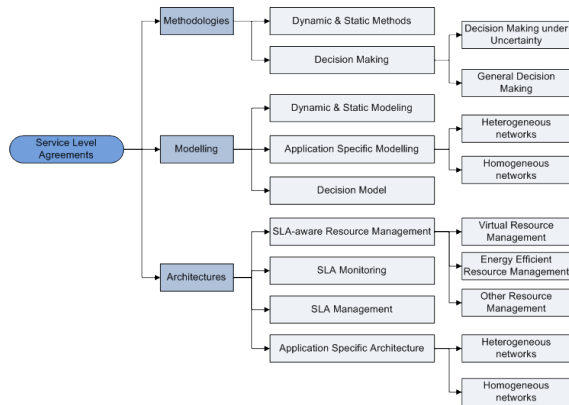 Service Level
Agreements
Methodologies
Dynamic & Static Methods
Decision Making
Decision Making under
Uncertainty
General Decision
Making
Modelling
Dynamic & Static Modeling
Application Specific Modelling
Heterogeneous
networks
Homogeneous
networks
Decision Model
Architectures
SLA-aware Resource Management
Virtual Resource
Management
Energy Efficient
Resource Management
Other Resource
Management
SLA Monitoring
SLA Management
Application Specific Architecture
Heterogeneous
networks
Homogeneous
networks